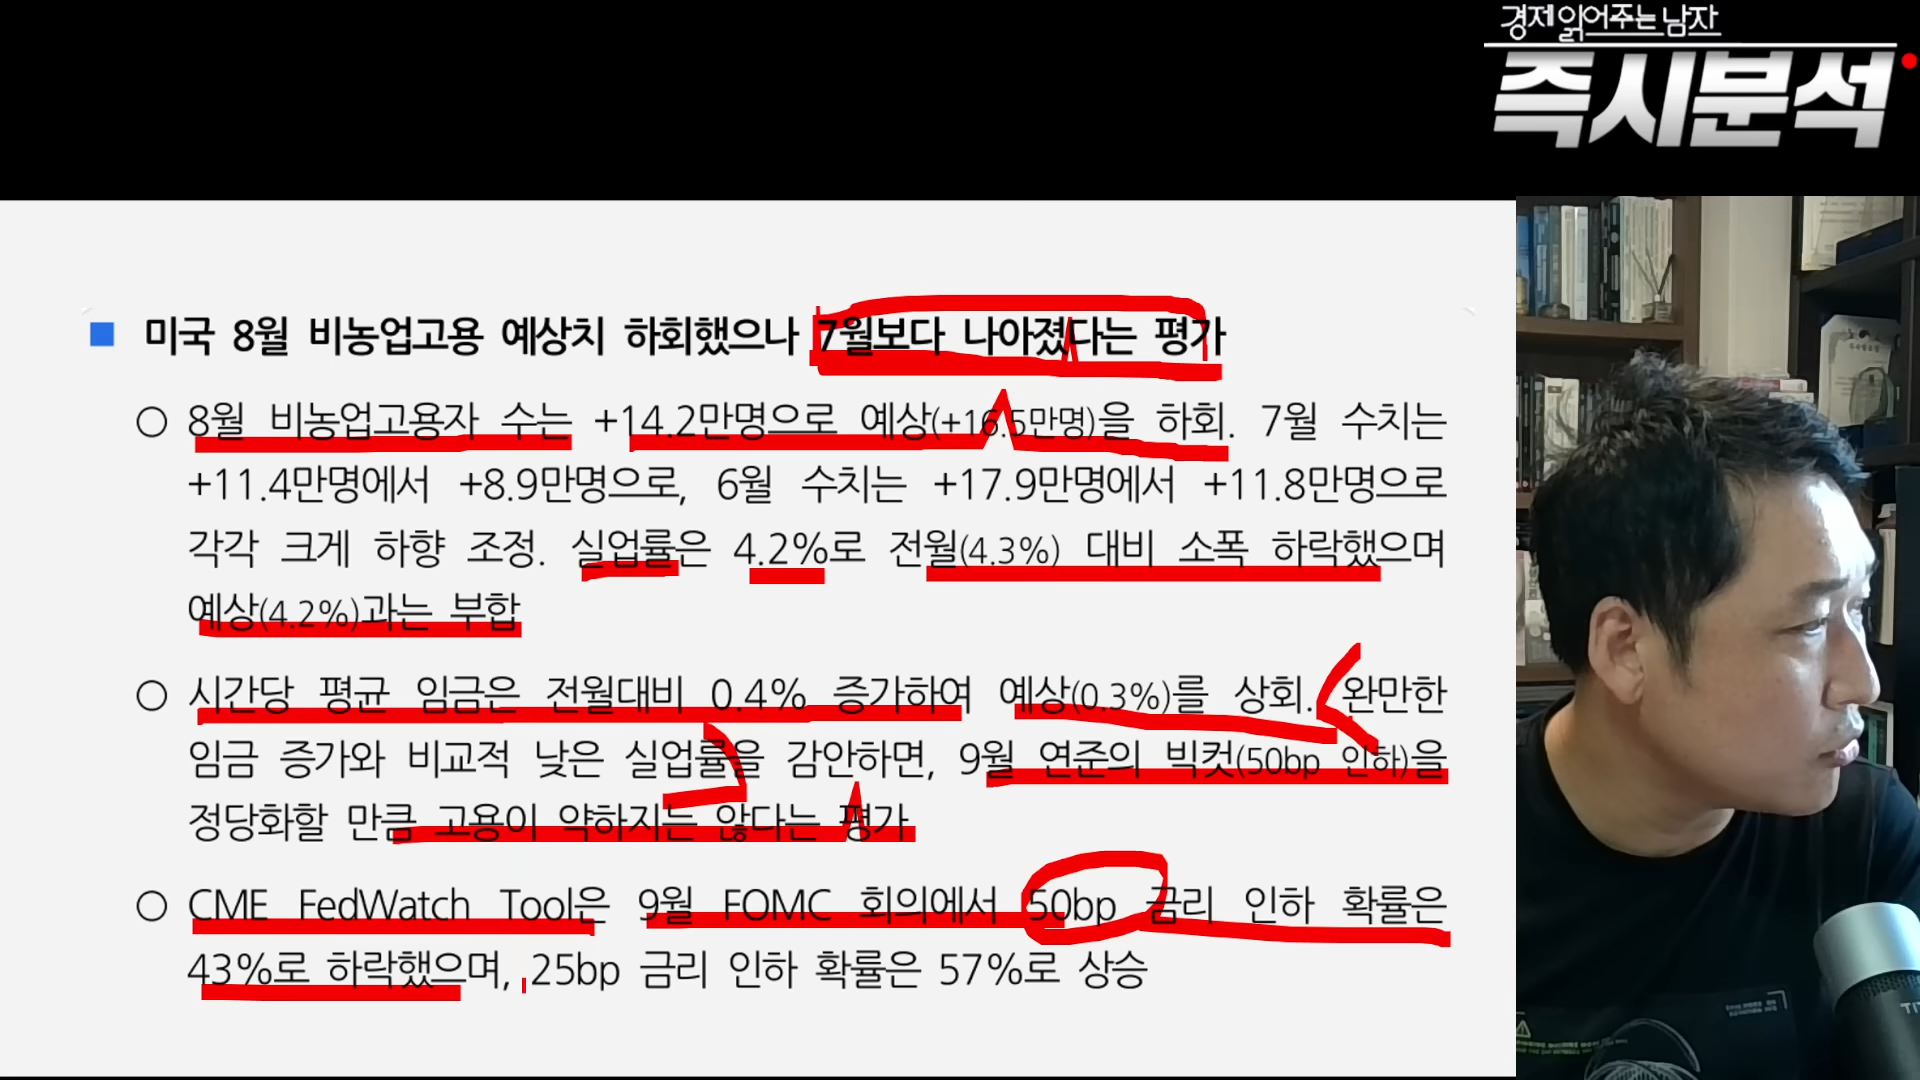 경제 읽어주는 남자
즉시분석
■ 미국 8월 비농업고용 예상치 하회했으나 7월보다 나아졌다는 평가
○ 8월 비농업고용자 수는 +14.2만명으로 예상(+16.5만명)을 하회. 7월 수치는
+11.4만명에서 +8.9만명으로, 6월 수치는 +17.9만명에서 +11.8만명으로
각각 크게 하향 조정. 실업률은 4.2%로 전월(4.3%) 대비 소폭 하락했으며
예상(4.2%)과는 부합
○ 시간당 평균 임금은 전월대비 0.4% 증가하여 예상(0.3%)를 상회. 완만한
임금 증가와 비교적 낮은 실업률을 감안하면, 9월 연준의 빅컷(50bp 인하)을
정당화할 만큼 고용이 약하지는 않다는 평가
○ CME FedWatch Tool은 9월 FOMC 회의에서 50bp 금리 인하 확률은
43%로 하락했으며, 25bp 금리 인하 확률은 57%로 상승